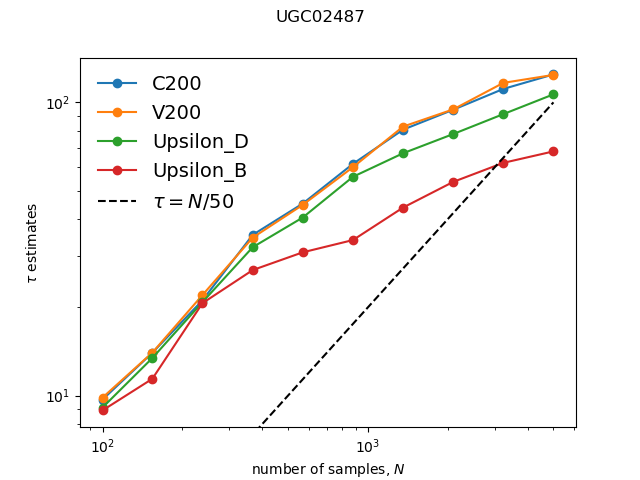 UGC02487
C200
V200
Upsilon_D
Upsilon_B
τ = N/50
10²
10¹
τ estimates
10² 10³
number of samples, N